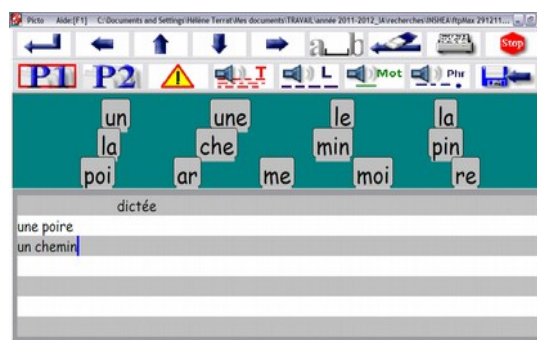 Picto Aide:[F1] C:\Documents and Settings\Hélène Terrat\Mes documents\TRAVAIL\année 2011-2012_IA\recherches\INSHEA\ftpMax 291211...
a_b Stop
P1 P2 T L Mot Phr
un une le la
la che min pin
poi ar me moi re
dictée
une poire
un chemin